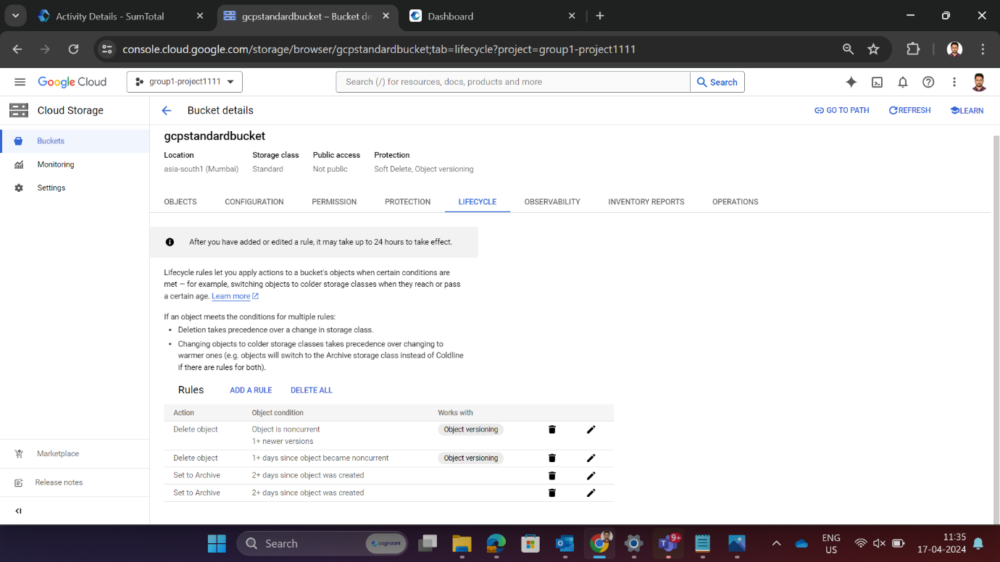 Activity Details - SumTotal
gcpstandardbucket – Bucket de
Dashboard
console.cloud.google.com/storage/browser/gcpstandardbucket;tab=lifecycle?project=group1-project1111
Google Cloud
group1-project1111
Search (/) for resources, docs, products and more
Search
Cloud Storage
Bucket details
GO TO PATH
REFRESH
LEARN
Buckets
Monitoring
Settings
Marketplace
Release notes
gcpstandardbucket
Location Storage class Public access Protection
asia-south1 (Mumbai) Standard Not public Soft Delete, Object versioning
OBJECTS CONFIGURATION PERMISSION PROTECTION LIFECYCLE OBSERVABILITY INVENTORY REPORTS OPERATIONS
After you have added or edited a rule, it may take up to 24 hours to take effect.
Lifecycle rules let you apply actions to a bucket's objects when certain conditions are
met — for example, switching objects to colder storage classes when they reach or pass
a certain age. Learn more
If an object meets the conditions for multiple rules:
• Deletion takes precedence over a change in storage class.
• Changing objects to colder storage classes takes precedence over changing to
warmer ones (e.g. objects will switch to the Archive storage class instead of Coldline
if there are rules for both).
Rules ADD A RULE DELETE ALL
Action Object condition Works with
Delete object Object is noncurrent Object versioning
1+ newer versions
Delete object 1+ days since object became noncurrent Object versioning
Set to Archive 2+ days since object was created
Set to Archive 2+ days since object was created
Search
cognizant
9+
ENG
US
11:35
17-04-2024